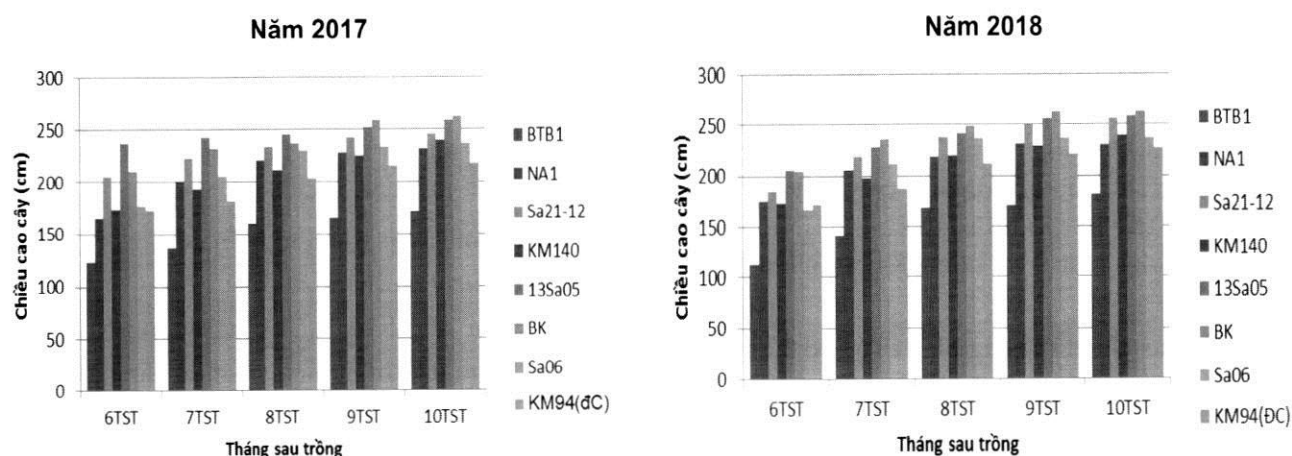 Năm 2017
Chiều cao cây (cm)
300
250
200
150
100
50
0
6TST 7TST 8TST 9TST 10TST
Tháng sau trồng
BTB1
NA1
Sa21-12
KM140
13Sa05
BK
Sa06
KM94(đC)
Năm 2018
Chiều cao cây (cm)
300
250
200
150
100
50
0
6TST 7TST 8TST 9TST 10TST
Tháng sau trồng
BTB1
NA1
Sa21-12
KM140
13Sa05
BK
Sa06
KM94(ĐC)